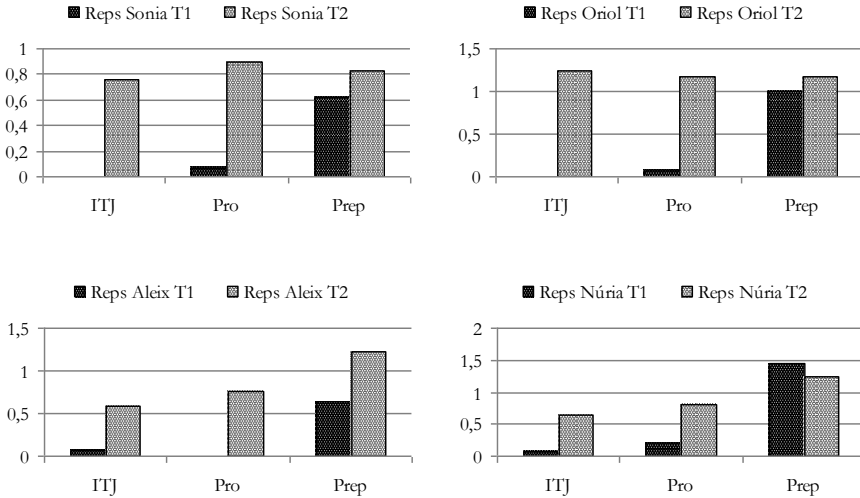 Reps Sonia T1 Reps Sonia T2
1
0,8
0,6
0,4
0,2
0
ITJ Pro Prep
Reps Oriol T1 Reps Oriol T2
1,5
1
0,5
0
ITJ Pro Prep
Reps Aleix T1 Reps Aleix T2
1,5
1
0,5
0
ITJ Pro Prep
Reps Núria T1 Reps Núria T2
2
1,5
1
0,5
0
ITJ Pro Prep